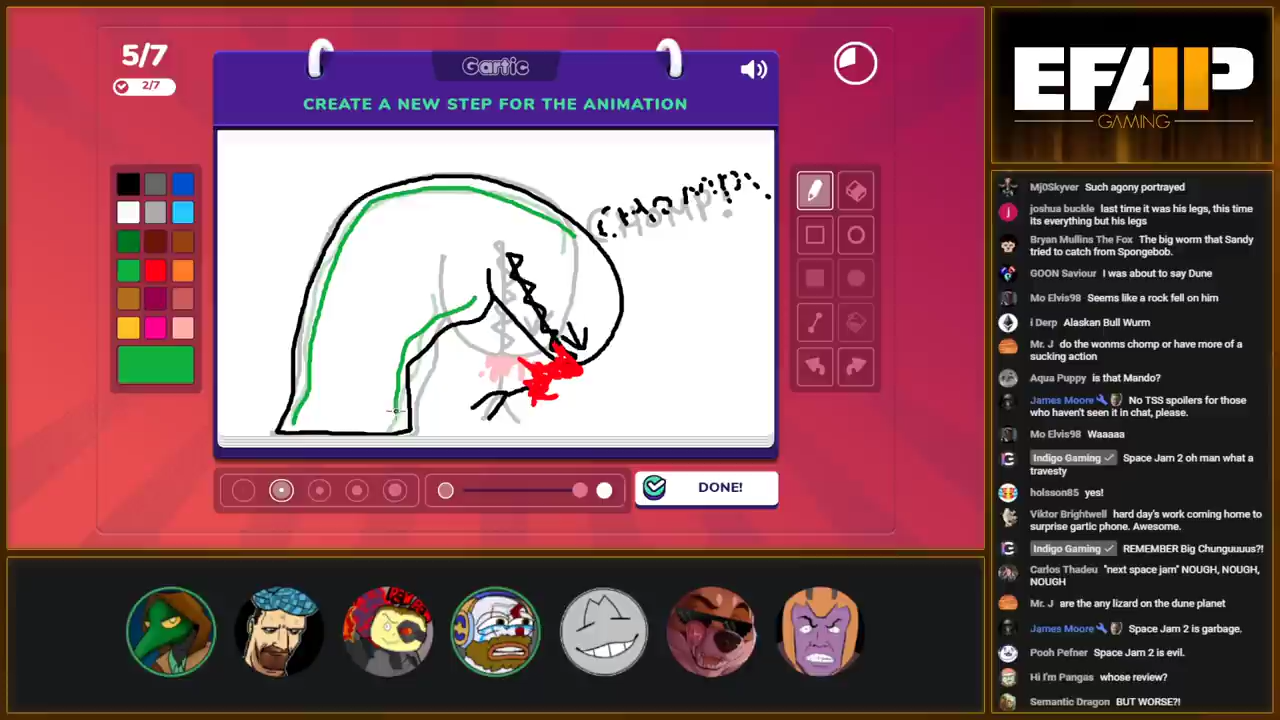 5/7
2/7
Gartic
CREATE A NEW STEP FOR THE ANIMATION
CHOMP!
DONE!
EFAP
GAMING
Mj0Skyver Such agony portrayed
joshua buckle last time it was his legs, this time
its everything but his legs
Bryan Mullins The Fox The big worm that Sandy
tried to catch from Spongebob.
GOON Saviour I was about to say Dune
Mo Elvis98 Seems like a rock fell on him
i Derp Alaskan Bull Wurm
Mr. J do the wonms chomp or have more of a
sucking action
Aqua Puppy is that Mando?
James Moore No TSS spoilers for those
who haven't seen it in chat, please.
Mo Elvis98 Waaaaa
Indigo Gaming Space Jam 2 oh man what a
travesty
holsson85 yes!
Viktor Brightwell hard day's work coming home to
surprise gartic phone. Awesome.
Indigo Gaming REMEMBER Big Chunguuuus?!
Carlos Thadeu "next space jam" NOUGH, NOUGH,
NOUGH
Mr. J are the any lizard on the dune planet
James Moore Space Jam 2 is garbage.
Pooh Pefner Space Jam 2 is evil.
Hi I'm Pangas whose review?
Semantic Dragon BUT WORSE?!